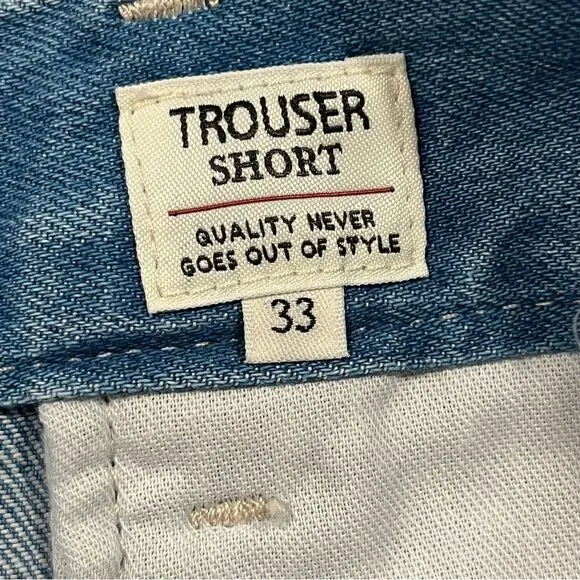 TROUSER
SHORT
QUALITY NEVER
GOES OUT OF STYLE
33